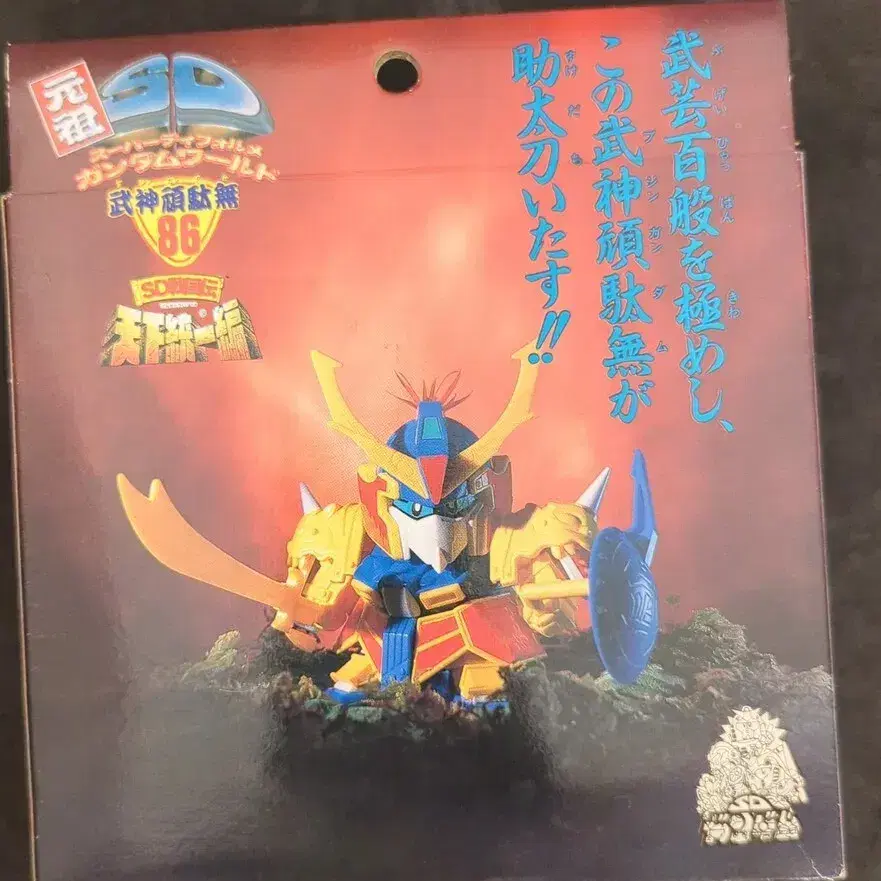 元祖
SD
スーパーディフォルメ
ガンダムワールド
武神頑駄無
86
SD戦国伝
天下統一編
武芸百般を極めし、
この武神頑駄無が
助太刀いたす!!
SD